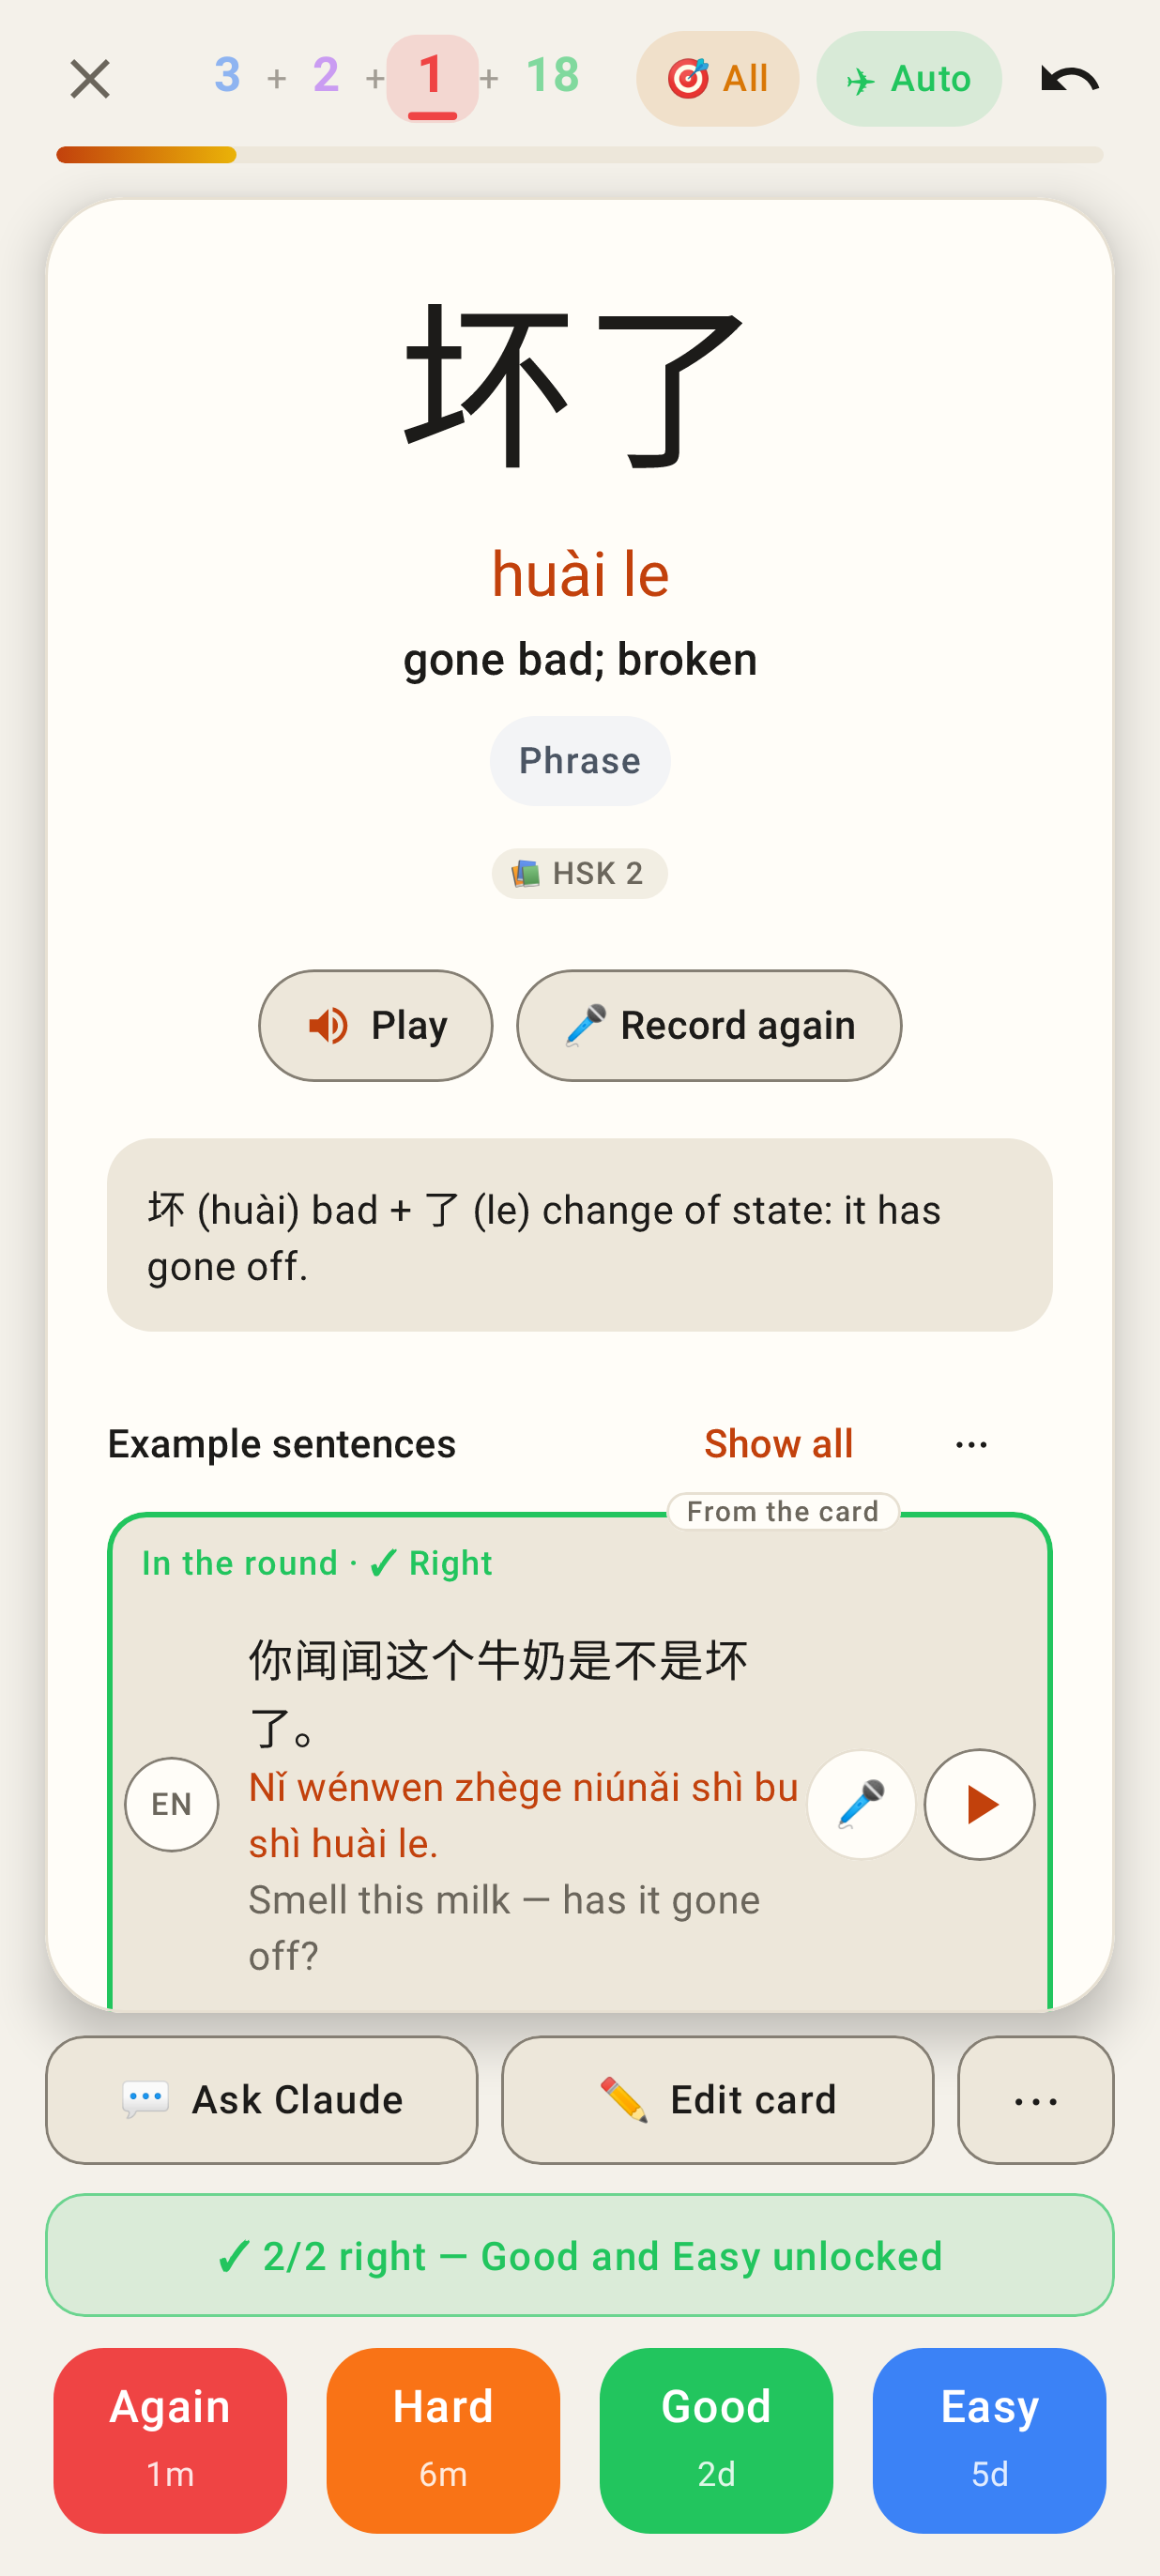 3 + 2 + 1 + 18 🎯 All ✈ Auto
坏了
huài le
gone bad; broken
Phrase
HSK 2
Play
Record again
坏 (huài) bad + 了 (le) change of state: it has
gone off.
Example sentences
Show all
...
From the card
In the round · ✓ Right
你闻闻这个牛奶是不是坏
了。
EN
Nǐ wénwen zhège niúnǎi shì bu
shì huài le.
Smell this milk — has it gone
off?
Ask Claude
Edit card
...
✓ 2/2 right — Good and Easy unlocked
Again
1m
Hard
6m
Good
2d
Easy
5d